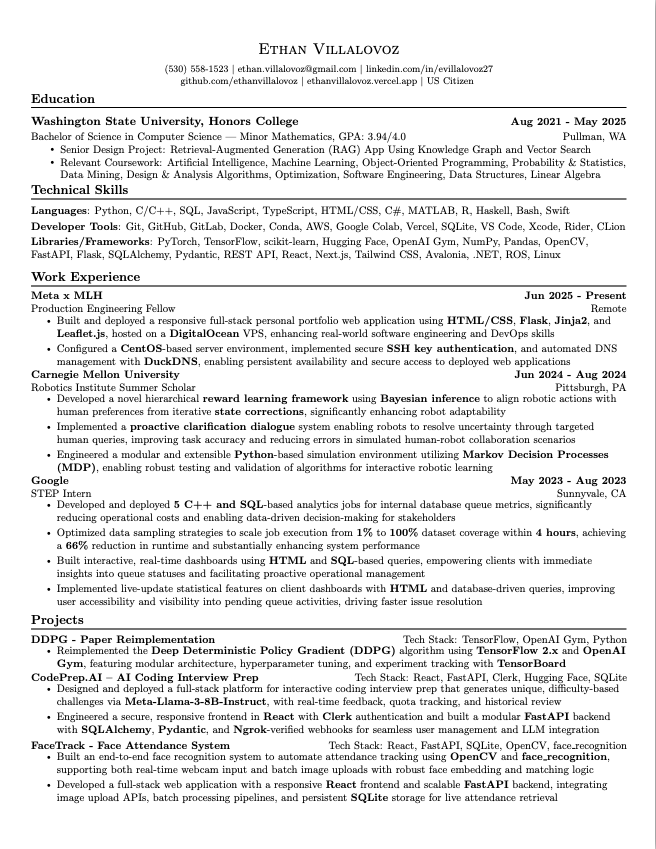 Ethan Villalovoz
(530) 558-1523 | ethan.villalovoz@gmail.com | linkedin.com/in/evillalovoz27
github.com/ethanvillalovoz | ethanvillalovoz.vercel.app | US Citizen
Education
Washington State University, Honors College Aug 2021 - May 2025
Bachelor of Science in Computer Science — Minor Mathematics, GPA: 3.94/4.0 Pullman, WA
• Senior Design Project: Retrieval-Augmented Generation (RAG) App Using Knowledge Graph and Vector Search
• Relevant Coursework: Artificial Intelligence, Machine Learning, Object-Oriented Programming, Probability & Statistics,
Data Mining, Design & Analysis Algorithms, Optimization, Software Engineering, Data Structures, Linear Algebra
Technical Skills
Languages: Python, C/C++, SQL, JavaScript, TypeScript, HTML/CSS, C#, MATLAB, R, Haskell, Bash, Swift
Developer Tools: Git, GitHub, GitLab, Docker, Conda, AWS, Google Colab, Vercel, SQLite, VS Code, Xcode, Rider, CLion
Libraries/Frameworks: PyTorch, TensorFlow, scikit-learn, Hugging Face, OpenAI Gym, NumPy, Pandas, OpenCV,
FastAPI, Flask, SQLAlchemy, Pydantic, REST API, React, Next.js, Tailwind CSS, Avalonia, .NET, ROS, Linux
Work Experience
Meta x MLH Jun 2025 - Present
Production Engineering Fellow Remote
• Built and deployed a responsive full-stack personal portfolio web application using HTML/CSS, Flask, Jinja2, and
Leaflet.js, hosted on a DigitalOcean VPS, enhancing real-world software engineering and DevOps skills
• Configured a CentOS-based server environment, implemented secure SSH key authentication, and automated DNS
management with DuckDNS, enabling persistent availability and secure access to deployed web applications
Carnegie Mellon University Jun 2024 - Aug 2024
Robotics Institute Summer Scholar Pittsburgh, PA
• Developed a novel hierarchical reward learning framework using Bayesian inference to align robotic actions with
human preferences from iterative state corrections, significantly enhancing robot adaptability
• Implemented a proactive clarification dialogue system enabling robots to resolve uncertainty through targeted
human queries, improving task accuracy and reducing errors in simulated human-robot collaboration scenarios
• Engineered a modular and extensible Python-based simulation environment utilizing Markov Decision Processes
(MDP), enabling robust testing and validation of algorithms for interactive robotic learning
Google May 2023 - Aug 2023
STEP Intern Sunnyvale, CA
• Developed and deployed 5 C++ and SQL-based analytics jobs for internal database queue metrics, significantly
reducing operational costs and enabling data-driven decision-making for stakeholders
• Optimized data sampling strategies to scale job execution from 1% to 100% dataset coverage within 4 hours, achieving
a 66% reduction in runtime and substantially enhancing system performance
• Built interactive, real-time dashboards using HTML and SQL-based queries, empowering clients with immediate
insights into queue statuses and facilitating proactive operational management
• Implemented live-update statistical features on client dashboards with HTML and database-driven queries, improving
user accessibility and visibility into pending queue activities, driving faster issue resolution
Projects
DDPG - Paper Reimplementation Tech Stack: TensorFlow, OpenAI Gym, Python
• Reimplemented the Deep Deterministic Policy Gradient (DDPG) algorithm using TensorFlow 2.x and OpenAI
Gym, featuring modular architecture, hyperparameter tuning, and experiment tracking with TensorBoard
CodePrep.AI – AI Coding Interview Prep Tech Stack: React, FastAPI, Clerk, Hugging Face, SQLite
• Designed and deployed a full-stack platform for interactive coding interview prep that generates unique, difficulty-based
challenges via Meta-Llama-3-8B-Instruct, with real-time feedback, quota tracking, and historical review
• Engineered a secure, responsive frontend in React with Clerk authentication and built a modular FastAPI backend
with SQLAlchemy, Pydantic, and Ngrok-verified webhooks for seamless user management and LLM integration
FaceTrack - Face Attendance System Tech Stack: React, FastAPI, SQLite, OpenCV, face_recognition
• Built an end-to-end face recognition system to automate attendance tracking using OpenCV and face_recognition,
supporting both real-time webcam input and batch image uploads with robust face embedding and matching logic
• Developed a full-stack web application with a responsive React frontend and scalable FastAPI backend, integrating
image upload APIs, batch processing pipelines, and persistent SQLite storage for live attendance retrieval